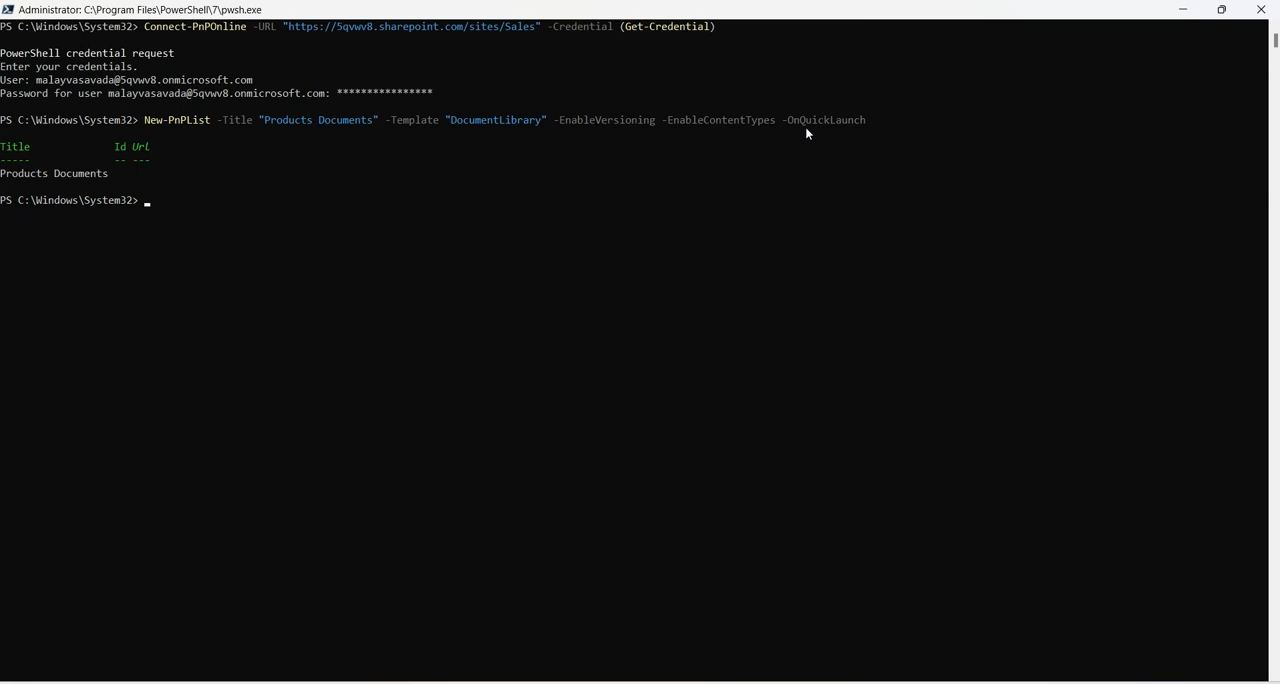 Administrator: C:\Program Files\PowerShell\7\pwsh.exe
PS C:\Windows\System32> Connect-PnPOnline -URL "https://5qvwv8.sharepoint.com/sites/Sales" -Credential (Get-Credential)
PowerShell credential request
Enter your credentials.
User: malayvasavada@5qvwv8.onmicrosoft.com
Password for user malayvasavada@5qvwv8.onmicrosoft.com: ****************
PS C:\Windows\System32> New-PnPList -Title "Products Documents" -Template "DocumentLibrary" -EnableVersioning -EnableContentTypes -OnQuickLaunch
Title Id Url
----- -- ---
Products Documents
PS C:\Windows\System32>